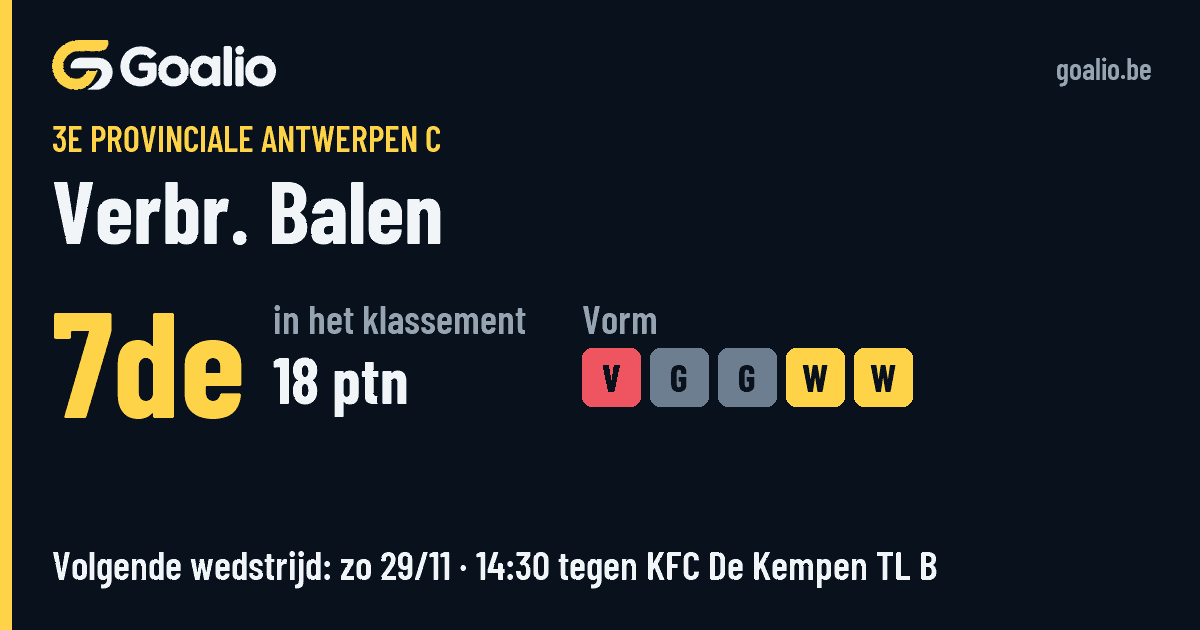 Goalio
goalio.be
3E PROVINCIALE ANTWERPEN C
Verbr. Balen
7de
in het klassement
18 ptn
Vorm
V G G W W
Volgende wedstrijd: zo 29/11 · 14:30 tegen KFC De Kempen TL B